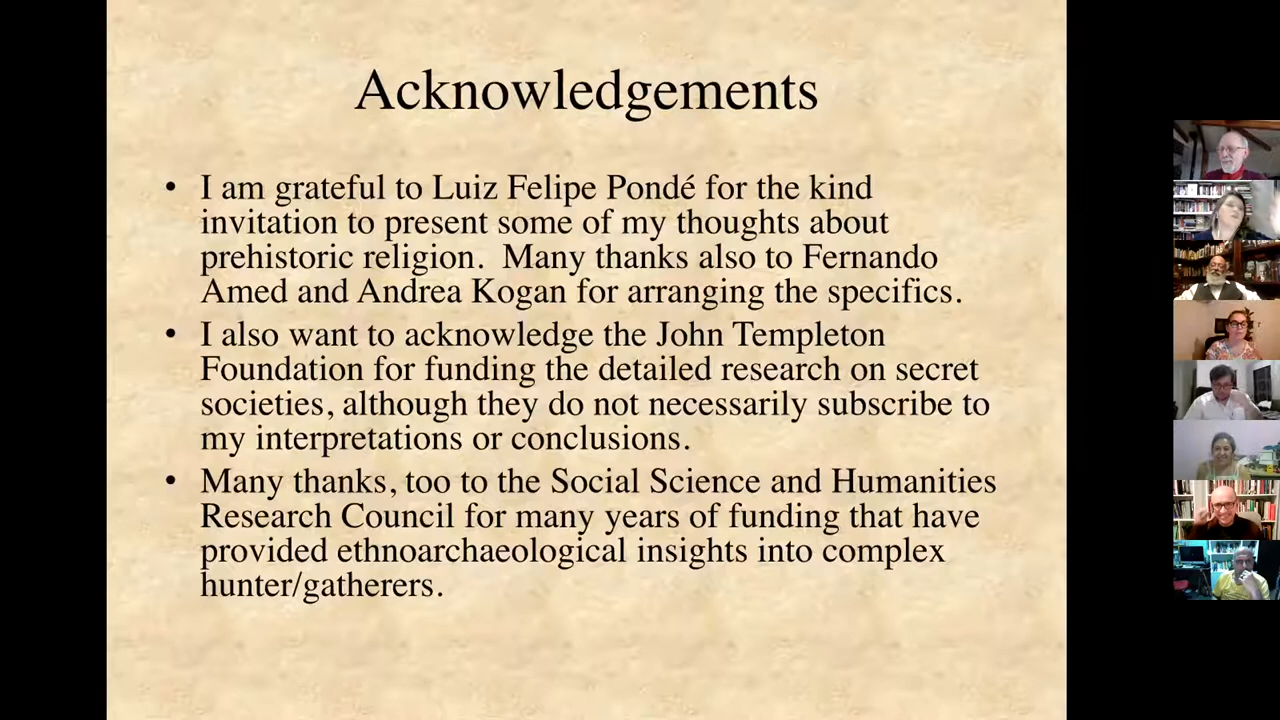 Acknowledgements
• I am grateful to Luiz Felipe Pondé for the kind
invitation to present some of my thoughts about
prehistoric religion.  Many thanks also to Fernando
Amed and Andrea Kogan for arranging the specifics.
• I also want to acknowledge the John Templeton
Foundation for funding the detailed research on secret
societies, although they do not necessarily subscribe to
my interpretations or conclusions.
• Many thanks, too to the Social Science and Humanities
Research Council for many years of funding that have
provided ethnoarchaeological insights into complex
hunter/gatherers.